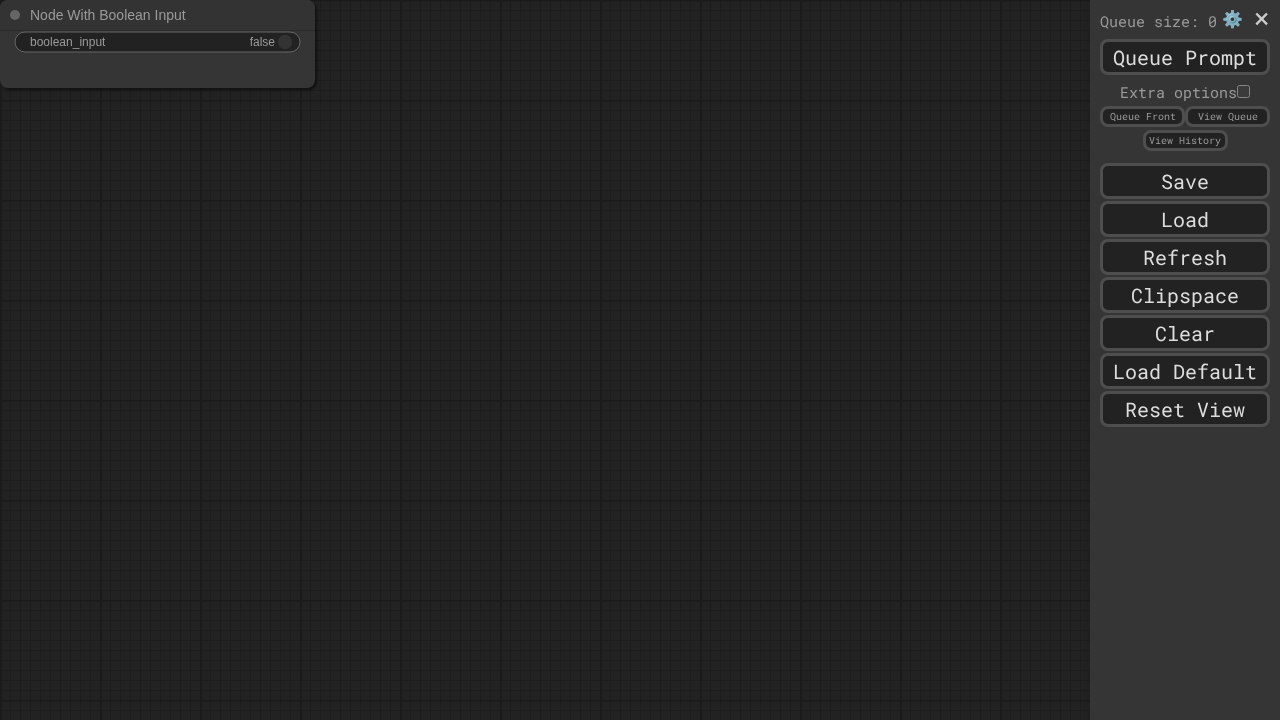 Node With Boolean Input
boolean_input false
Queue size: 0
Queue Prompt
Extra options
Queue Front View Queue
View History
Save
Load
Refresh
Clipspace
Clear
Load Default
Reset View